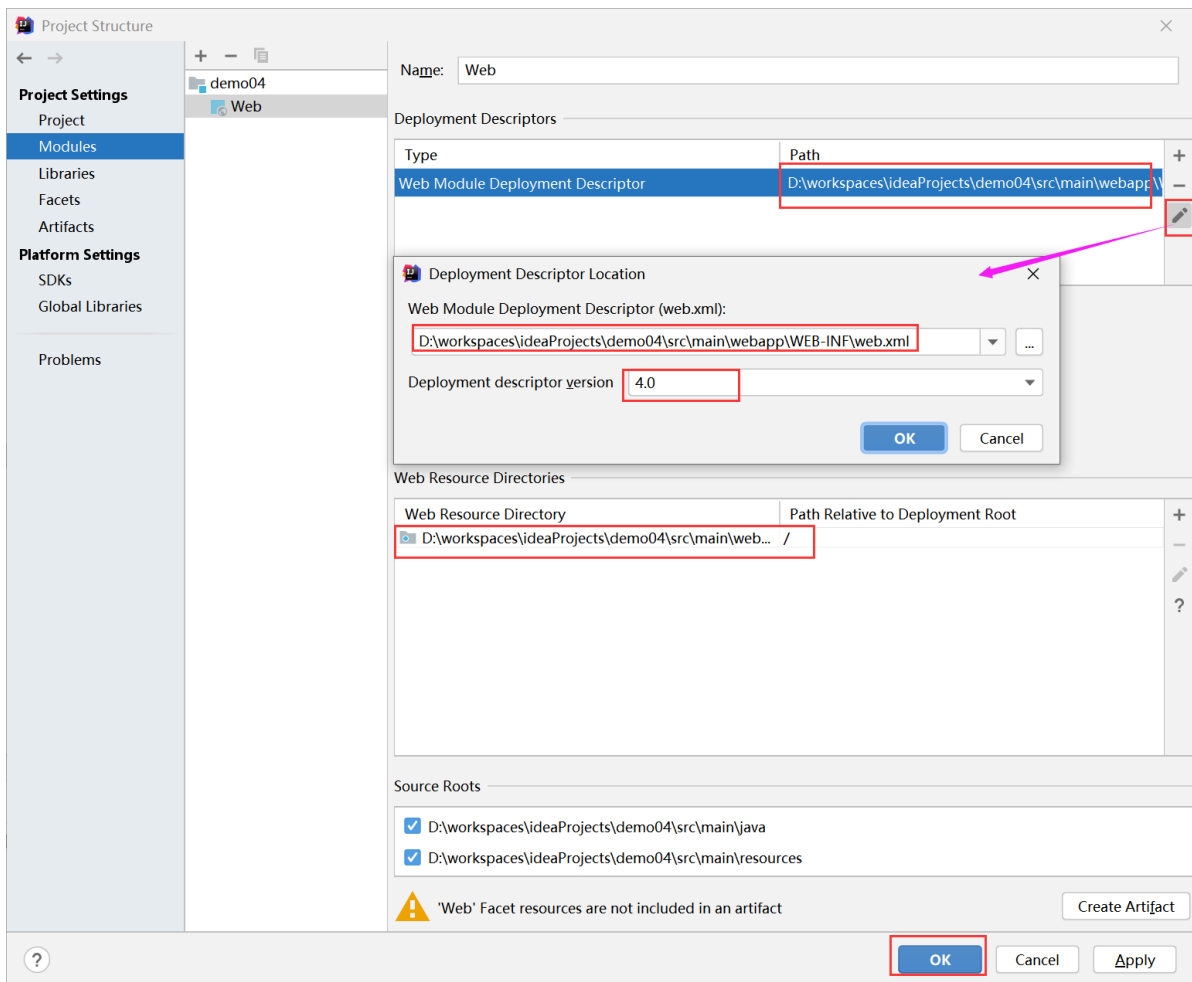 Project Structure
Project Settings
Project
Modules
Libraries
Facets
Artifacts
Platform Settings
SDKs
Global Libraries
Problems
demo04
Web
Name: Web
Deployment Descriptors
Type Path
Web Module Deployment Descriptor D:\workspaces\ideaProjects\demo04\src\main\webapp\
Deployment Descriptor Location
Web Module Deployment Descriptor (web.xml):
D:\workspaces\ideaProjects\demo04\src\main\webapp\WEB-INF\web.xml
...
Deployment descriptor version 4.0
OK Cancel
Web Resource Directories
Web Resource Directory Path Relative to Deployment Root
D:\workspaces\ideaProjects\demo04\src\main\web... /
?
Source Roots
D:\workspaces\ideaProjects\demo04\src\main\java
D:\workspaces\ideaProjects\demo04\src\main\resources
'Web' Facet resources are not included in an artifact Create Artifact
? OK Cancel Apply